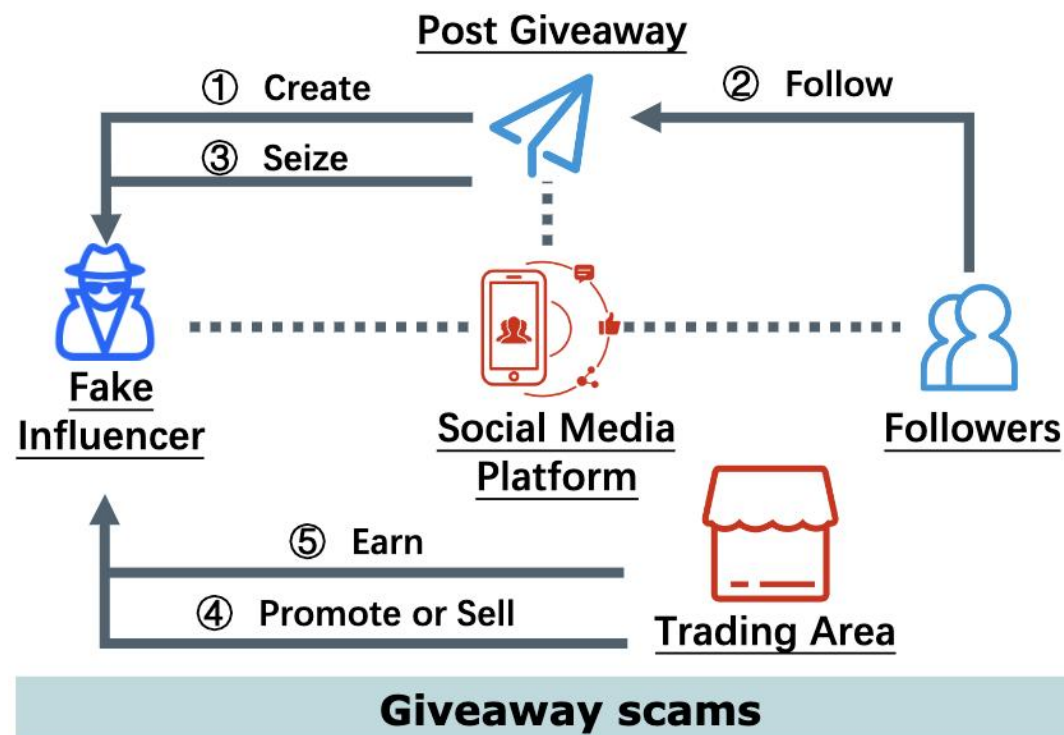 Post Giveaway
① Create
② Follow
③ Seize
Fake
Influencer
Social Media
Platform
Followers
⑤ Earn
④ Promote or Sell
Trading Area
Giveaway scams